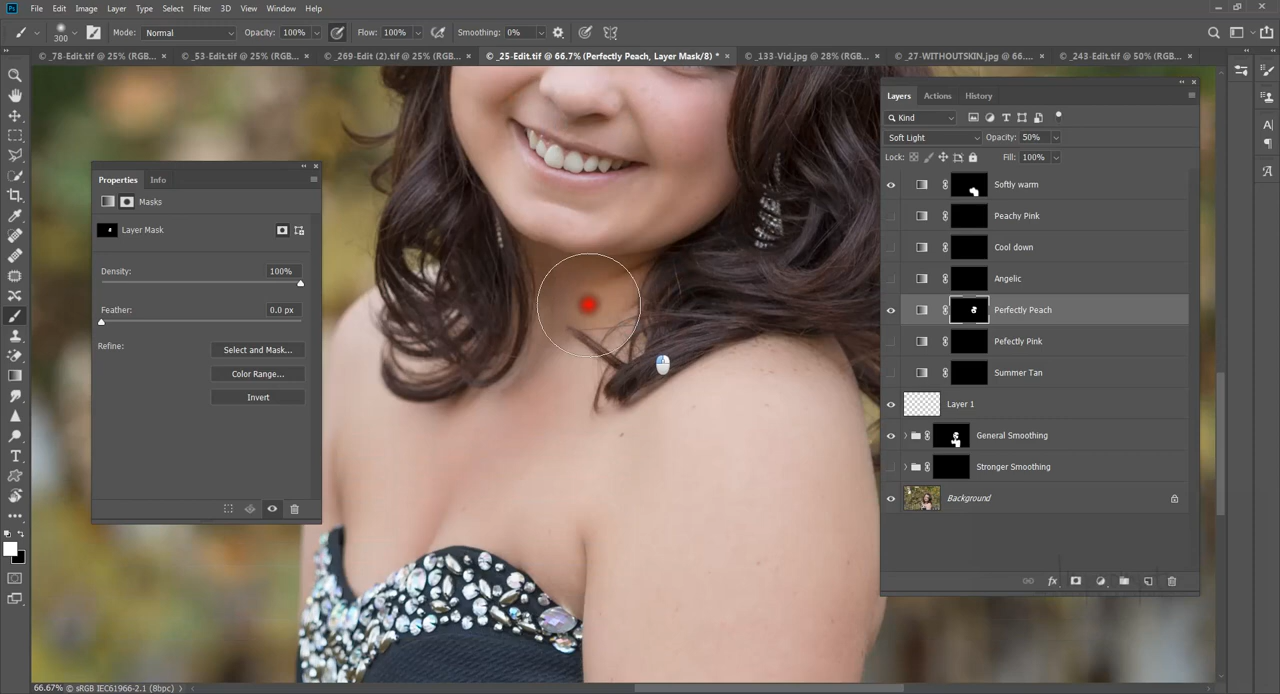 Ps File Edit Image Layer Type Select Filter 3D View Window Help
300 Mode: Normal Opacity: 100% Flow: 100% Smoothing: 0%
© _78-Edit.tif @ 25% (RGB... × © _53-Edit.tif @ 25% (RGB... × © _269-Edit (2).tif @ 25% (RGB... × © _25-Edit.tif @ 66.7% (Perfectly Peach, Layer Mask/8) * × © _133-Vid.jpg @ 28% (RGB... × © _27-WITHOUTSKIN.jpg @ 66.... × © _243-Edit @ 50% (RGB... ×
Properties Info
Masks
Layer Mask
Density: 100%
Feather: 0.0 px
Refine: Select and Mask...
Color Range...
Invert
Layers Actions History
Kind
Soft Light Opacity: 50%
Lock: Fill: 100%
Softly warm
Peachy Pink
Cool down
Angelic
Perfectly Peach
Pefectly Pink
Summer Tan
Layer 1
General Smoothing
Stronger Smoothing
Background
66.67% © sRGB IEC61966-2.1 (8bpc)